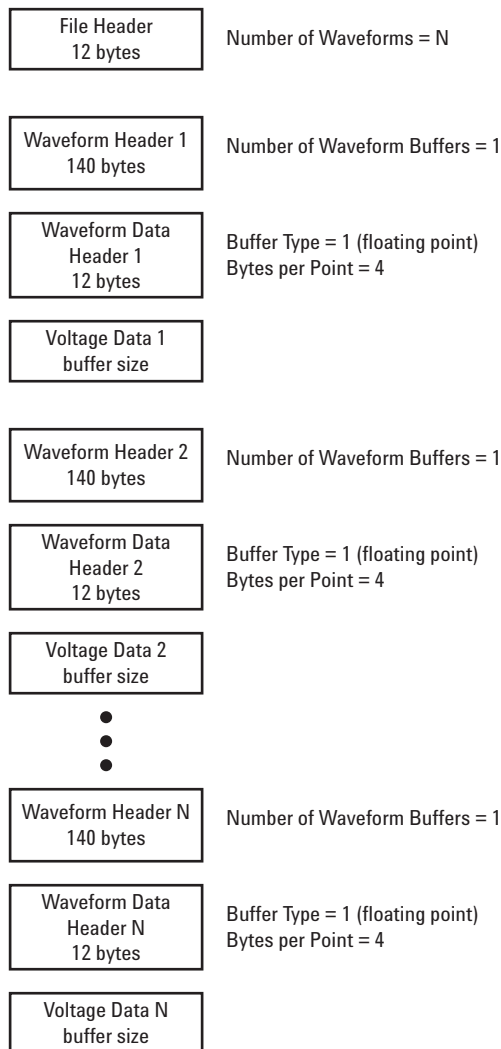 File Header
12 bytes
Number of Waveforms = N
Waveform Header 1
140 bytes
Number of Waveform Buffers = 1
Waveform Data
Header 1
12 bytes
Buffer Type = 1 (floating point)
Bytes per Point = 4
Voltage Data 1
buffer size
Waveform Header 2
140 bytes
Number of Waveform Buffers = 1
Waveform Data
Header 2
12 bytes
Buffer Type = 1 (floating point)
Bytes per Point = 4
Voltage Data 2
buffer size
Waveform Header N
140 bytes
Number of Waveform Buffers = 1
Waveform Data
Header N
12 bytes
Buffer Type = 1 (floating point)
Bytes per Point = 4
Voltage Data N
buffer size